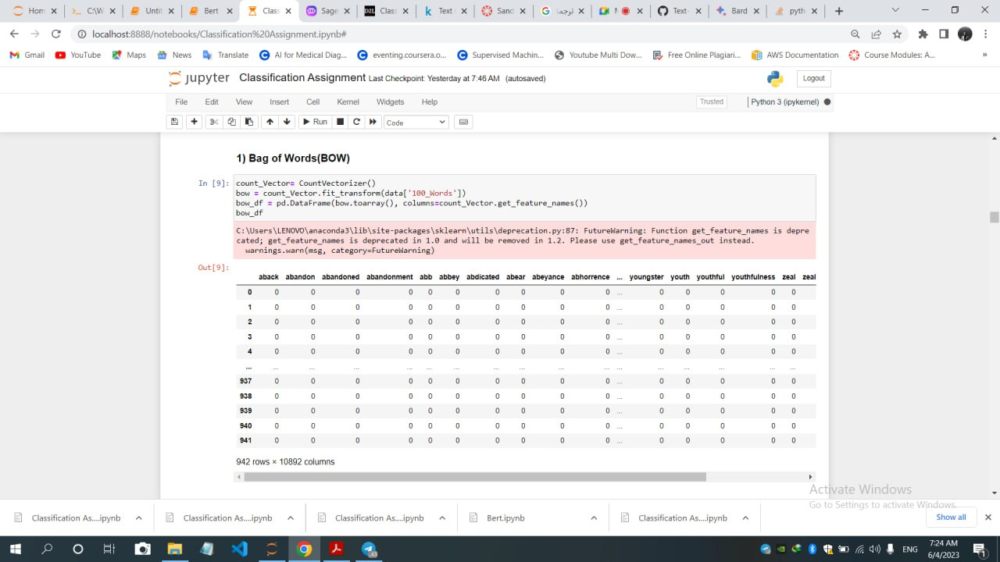 Hom
C:\W
Untit
Bert
Class
Sage
D2L Class
Text
Sand
M
Text-
Bard
pyth
localhost:8888/notebooks/Classification%20Assignment.ipynb#
Gmail YouTube Maps News Translate AI for Medical Diag... eventing.coursera.o... Supervised Machin... Youtube Multi Dow... Free Online Plagiari... AWS Documentation Course Modules: A... »
jupyter Classification Assignment Last Checkpoint: Yesterday at 7:46 AM (autosaved) Logout
File Edit View Insert Cell Kernel Widgets Help Trusted Python 3 (ipykernel)
Run Code
1) Bag of Words(BOW)
In [9]: count_Vector= CountVectorizer()
bow = count_Vector.fit_transform(data['100_Words'])
bow_df = pd.DataFrame(bow.toarray(), columns=count_Vector.get_feature_names())
bow_df
C:\Users\LENOVO\anaconda3\lib\site-packages\sklearn\utils\deprecation.py:87: FutureWarning: Function get_feature_names is depre
cated; get_feature_names is deprecated in 1.0 and will be removed in 1.2. Please use get_feature_names_out instead.
warnings.warn(msg, category=FutureWarning)
Out[9]:
aback abandon abandoned abandonment abb abbey abdicated abear abeyance abhorrence ... youngster youth youthful youthfulness zeal zeal
0 0 0 0 0 0 0 0 0 0 0 ... 0 0 0 0 0
1 0 0 0 0 0 0 0 0 0 0 ... 0 0 0 0 0
2 0 0 0 0 0 0 0 0 0 0 ... 0 0 0 0 0
3 0 0 0 0 0 0 0 0 0 0 ... 0 0 0 0 0
4 0 0 0 0 0 0 0 0 0 0 ... 0 0 0 0 0
... ... ... ... ... ... ... ... ... ... ... ... ... ... ... ... ...
937 0 0 0 0 0 0 0 0 0 0 ... 0 0 0 0 0
938 0 0 0 0 0 0 0 0 0 0 ... 0 0 0 0 0
939 0 0 0 0 0 0 0 0 0 0 ... 0 0 0 0 0
940 0 0 0 0 0 0 0 0 0 0 ... 0 0 0 0 0
941 0 0 0 0 0 0 0 0 0 0 ... 0 0 0 0 0
942 rows × 10892 columns
Activate Windows
Go to Settings to activate Windows.
Classification As....ipynb Classification As....ipynb Classification As....ipynb Bert.ipynb Classification As....ipynb Show all
ENG
7:24 AM
6/4/2023